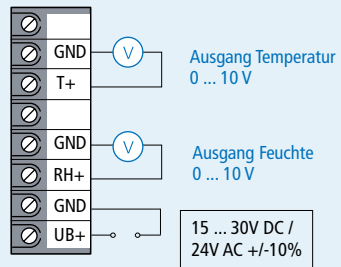 GND
V
Ausgang Temperatur
T+
0 ... 10 V
GND
V
Ausgang Feuchte
RH+
0 ... 10 V
GND
UB+
15 ... 30V DC /
24V AC +/-10%